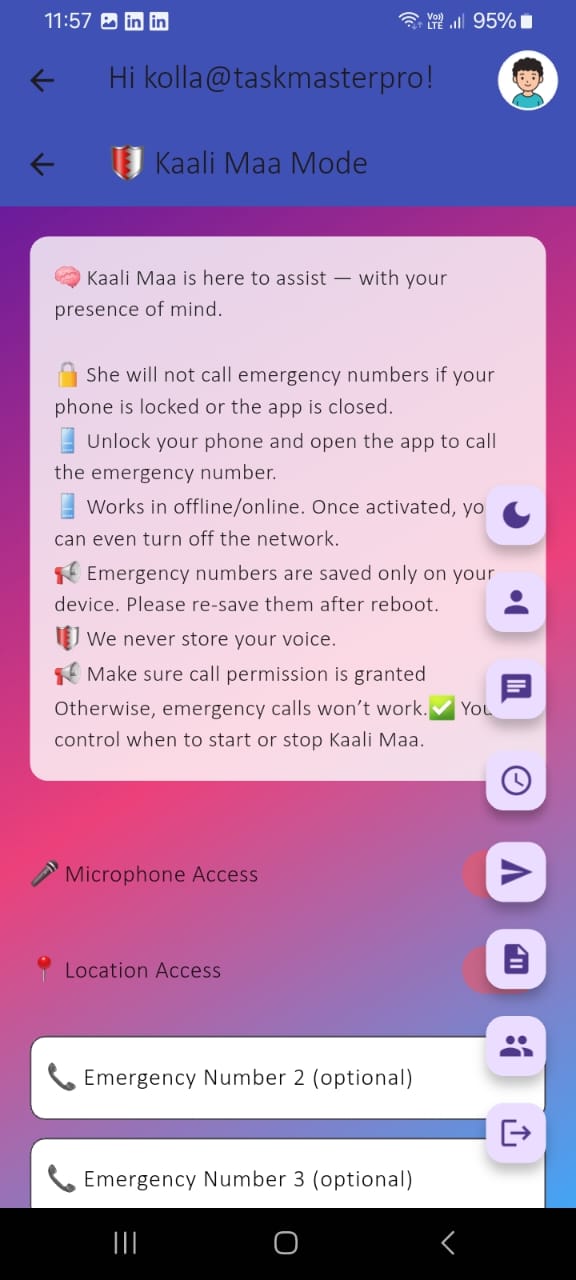 11:57 in in Vo)) LTE 95%
Hi kolla@taskmasterpro!
Kaali Maa Mode
Kaali Maa is here to assist — with your
presence of mind.
She will not call emergency numbers if your
phone is locked or the app is closed.
Unlock your phone and open the app to call
the emergency number.
Works in offline/online. Once activated, yo
can even turn off the network.
Emergency numbers are saved only on your
device. Please re-save them after reboot.
We never store your voice.
Make sure call permission is granted
Otherwise, emergency calls won’t work.✅ You
control when to start or stop Kaali Maa.
Microphone Access
Location Access
Emergency Number 2 (optional)
Emergency Number 3 (optional)